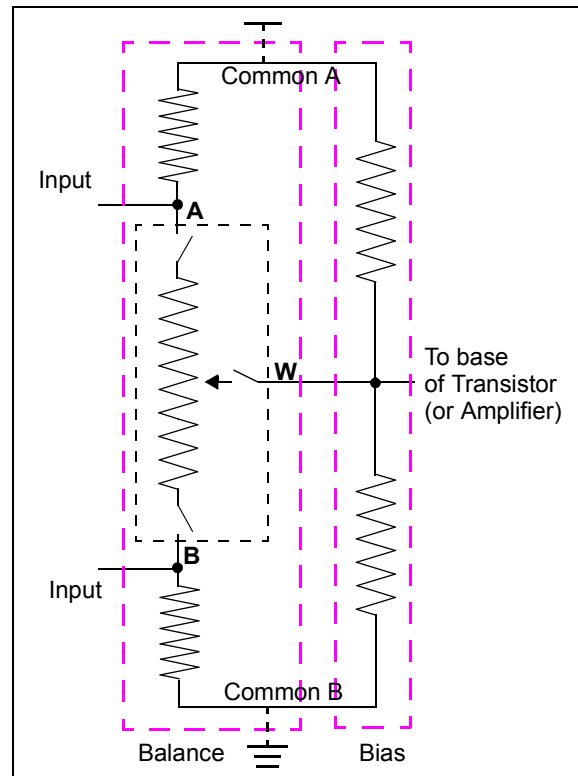 Common A
Input
A
W
To base
of Transistor
(or Amplifier)
B
Input
Common B
Balance
Bias